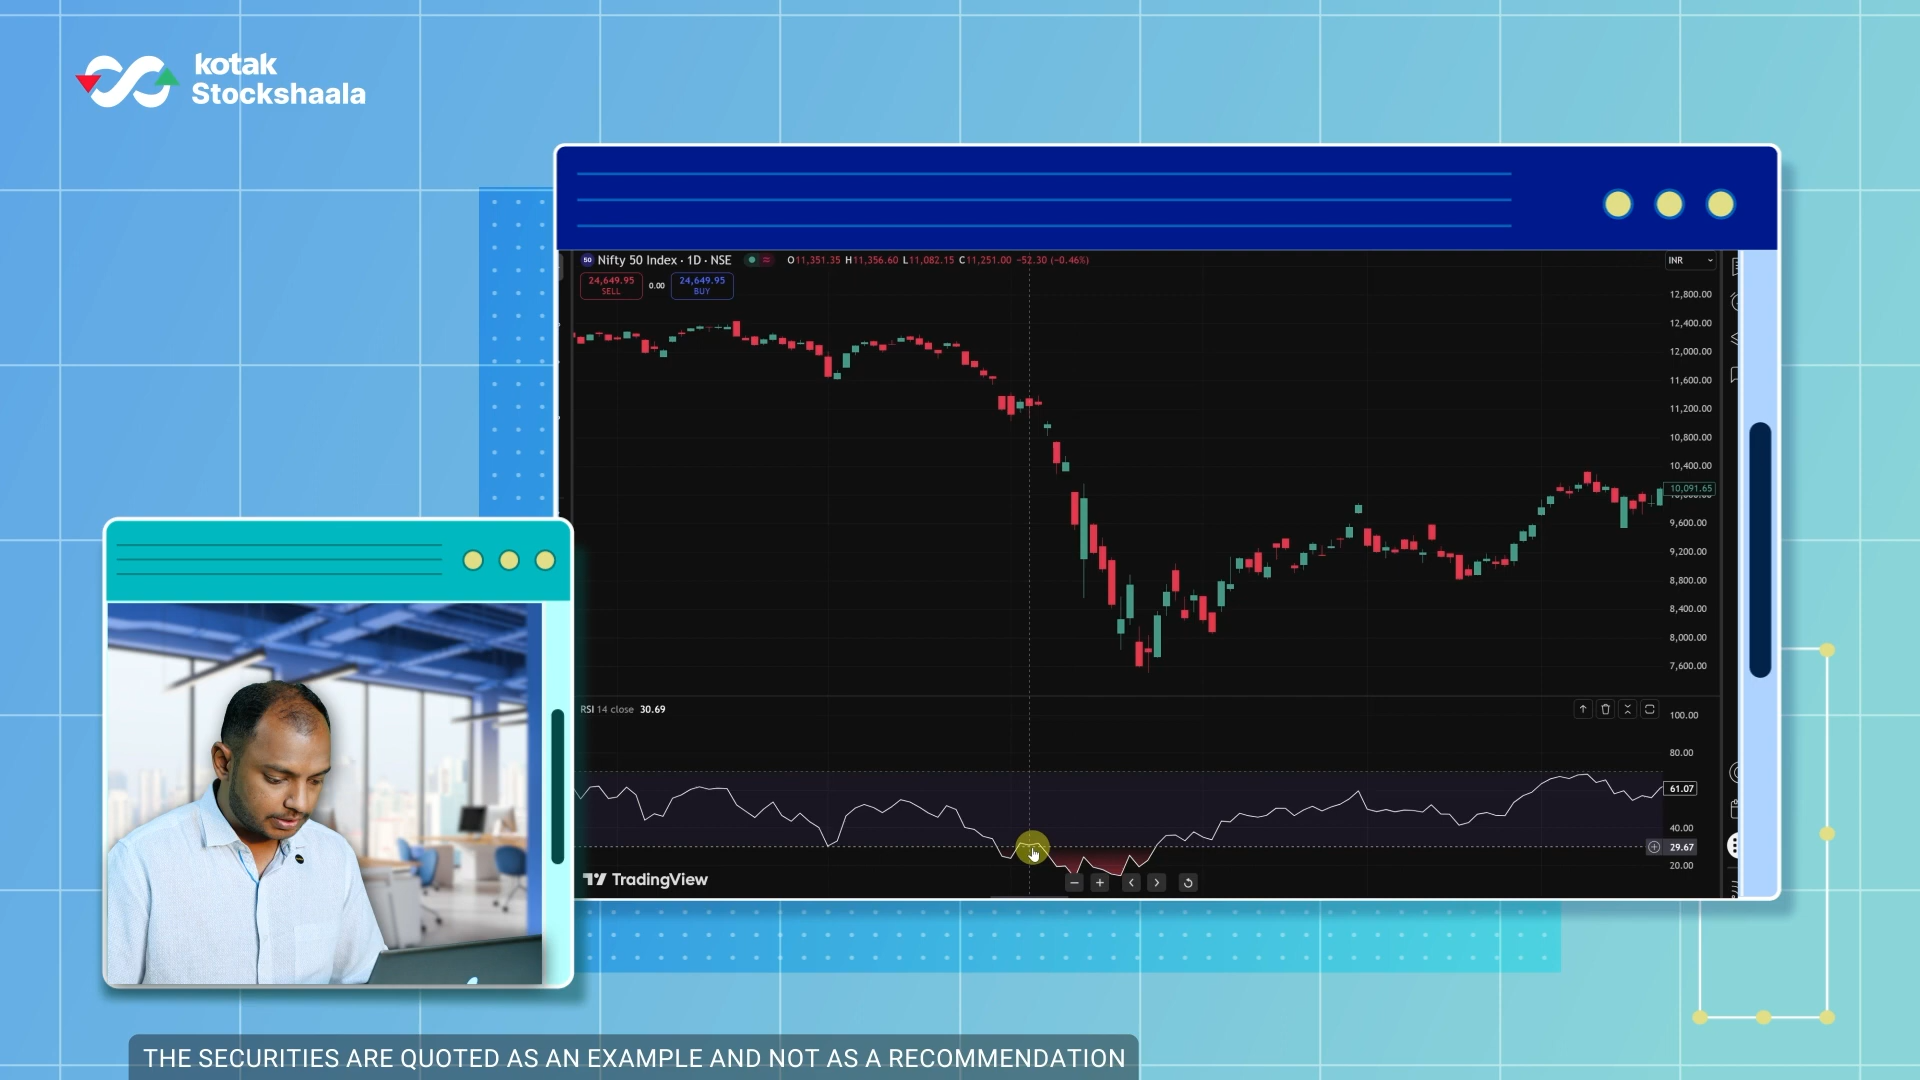 kotak
Stockshaala
50 Nifty 50 Index · 1D · NSE O11,351.35 H11,356.60 L11,082.15 C11,251.00 −52.30 (−0.46%) INR
24,649.95 0.00 24,649.95
SELL BUY
12,800.00
12,400.00
12,000.00
11,600.00
11,200.00
10,800.00
10,400.00
10,091.65
9,600.00
9,200.00
8,800.00
8,400.00
8,000.00
7,600.00
RSI 14 close 30.69
100.00
80.00
61.07
40.00
29.67
20.00
TradingView
THE SECURITIES ARE QUOTED AS AN EXAMPLE AND NOT AS A RECOMMENDATION